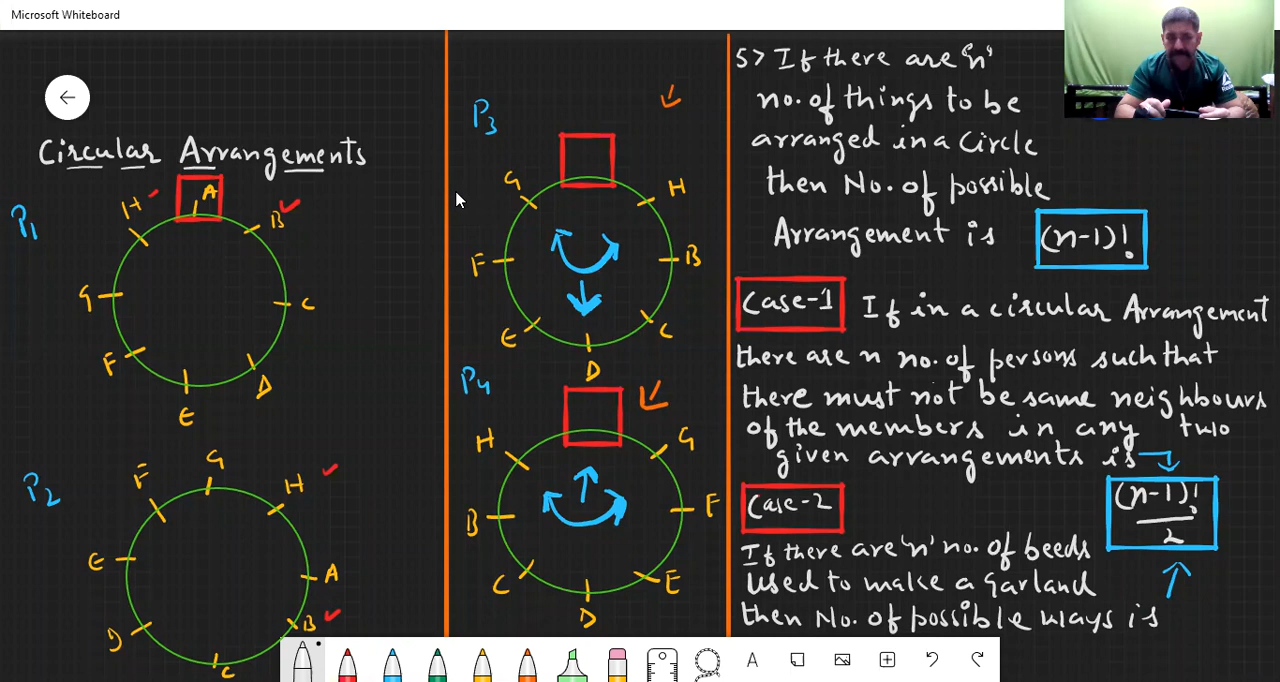 Microsoft Whiteboard
Circular Arrangements
P1
A
B
C
D
E
F
G
H
P2
G
H
A
B
C
D
E
F
P3
G
H
B
C
D
E
F
P4
H
G
F
E
D
C
B
5> If there are 'n'
no. of things to be
arranged in a Circle
then No. of possible
Arrangement is (n-1)!
Case-1 If in a circular Arrangement
there are n no. of persons such that
there must not be same neighbours
of the members in any two
given arrangements is
(n-1)!
2
Case-2
If there are 'n' no. of beeds
used to make a garland
then No. of possible ways is